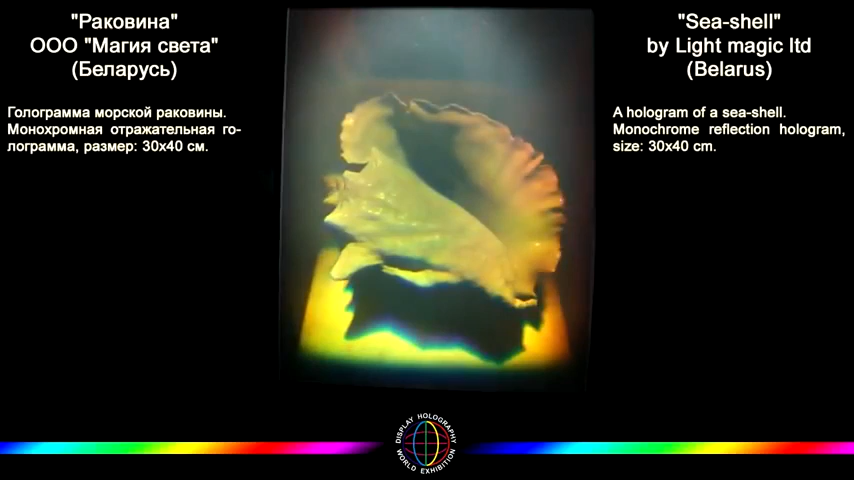 "Раковина"
ООО "Магия света"
(Беларусь)
Голограмма морской раковины.
Монохромная отражательная го-
лограмма, размер: 30х40 см.
"Sea-shell"
by Light magic ltd
(Belarus)
A hologram of a sea-shell.
Monochrome reflection hologram,
size: 30x40 cm.
DISPLAY HOLOGRAPHY
WORLD EXHIBITION